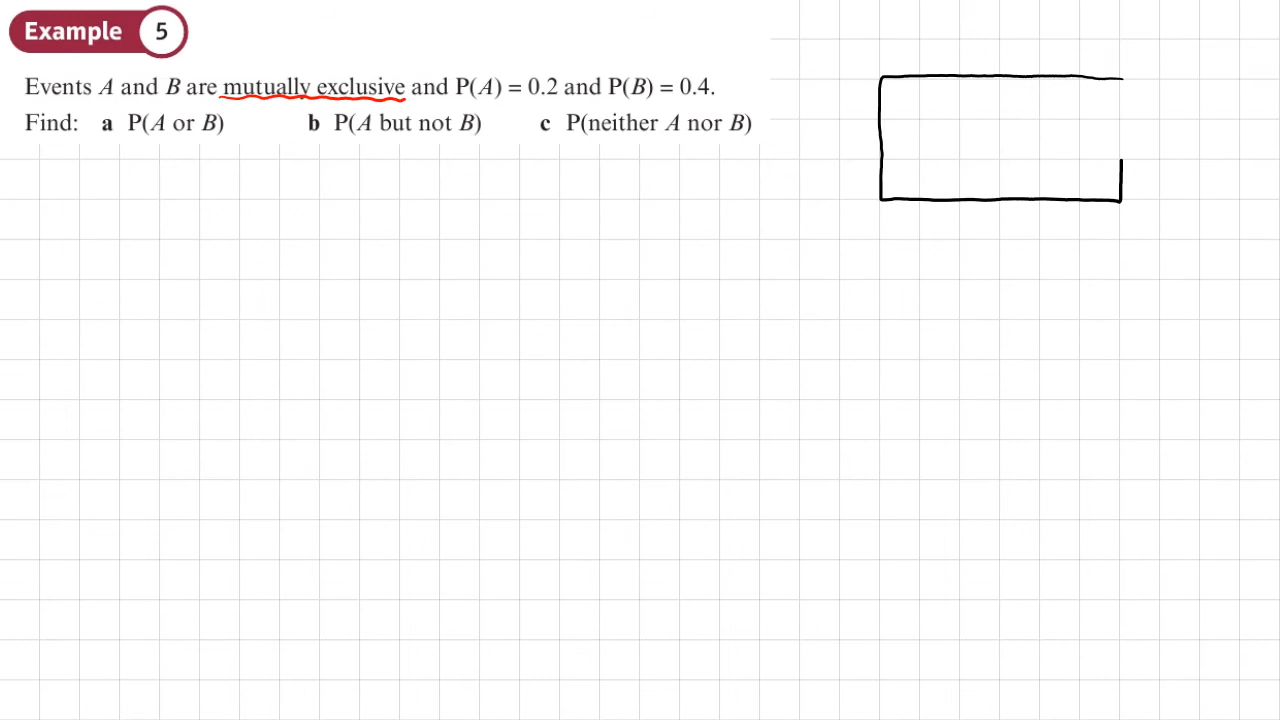 Example 5
Events A and B are mutually exclusive and P(A) = 0.2 and P(B) = 0.4.
Find: a P(A or B) b P(A but not B) c P(neither A nor B)